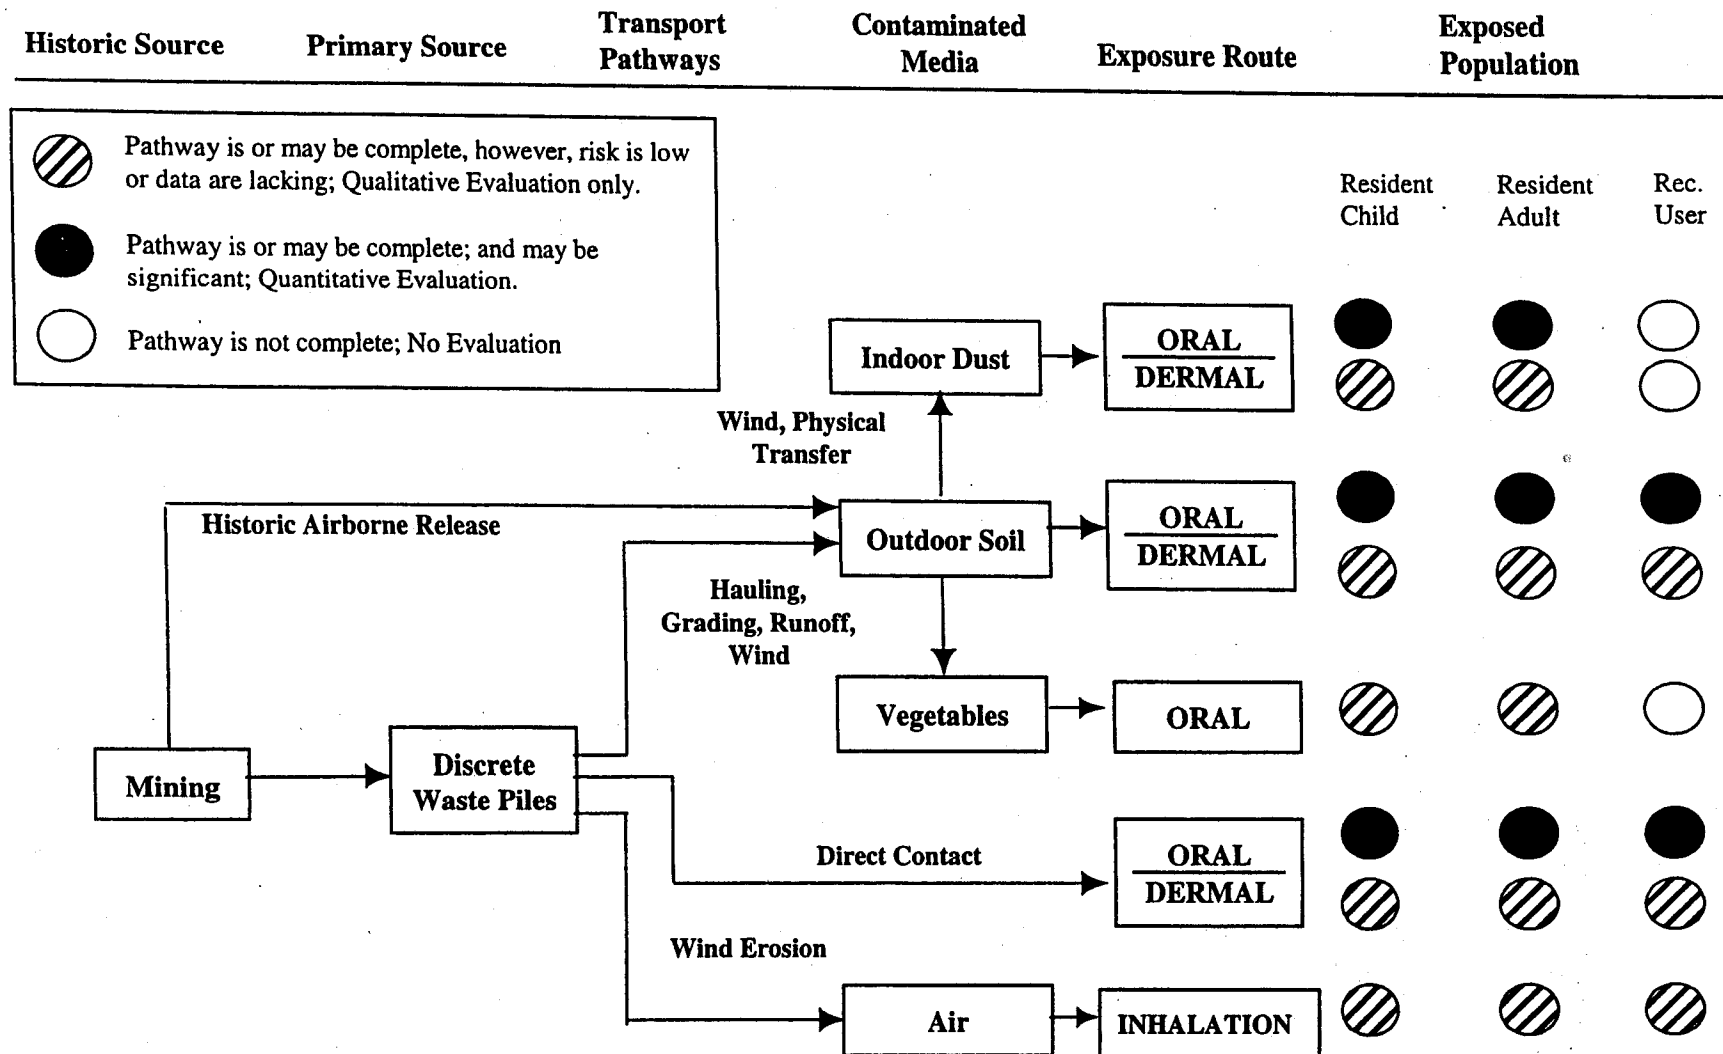 Historic Source
Primary Source
Transport
Pathways
Contaminated
Media
Exposure Route
Exposed
Population
Pathway is or may be complete, however, risk is low
or data are lacking; Qualitative Evaluation only.
Pathway is or may be complete; and may be
significant; Quantitative Evaluation.
Pathway is not complete; No Evaluation
Resident
Child
Resident
Adult
Rec.
User
Indoor Dust
ORAL
DERMAL
Wind, Physical
Transfer
Historic Airborne Release
Outdoor Soil
ORAL
DERMAL
Hauling,
Grading, Runoff,
Wind
Vegetables
ORAL
Mining
Discrete
Waste Piles
Direct Contact
ORAL
DERMAL
Wind Erosion
Air
INHALATION